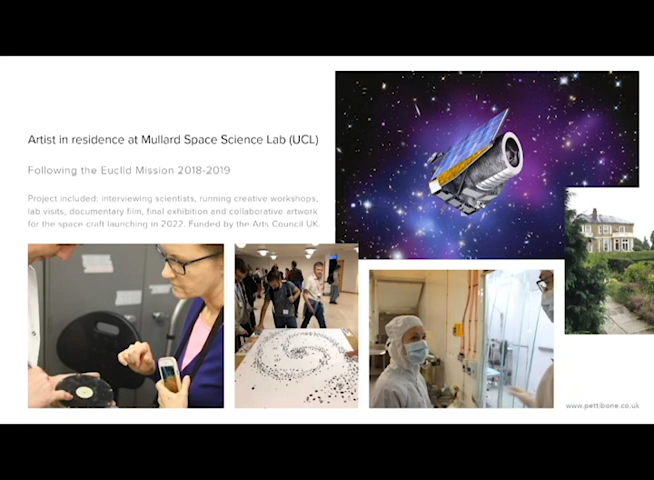 Artist in residence at Mullard Space Science Lab (UCL)
Following the Euclid Mission 2018-2019
Project included: interviewing scientists, running creative workshops,
lab visits, documentary film, final exhibition and collaborative artwork
for the space craft launching in 2022. Funded by the Arts Council UK.
www.pettibone.co.uk